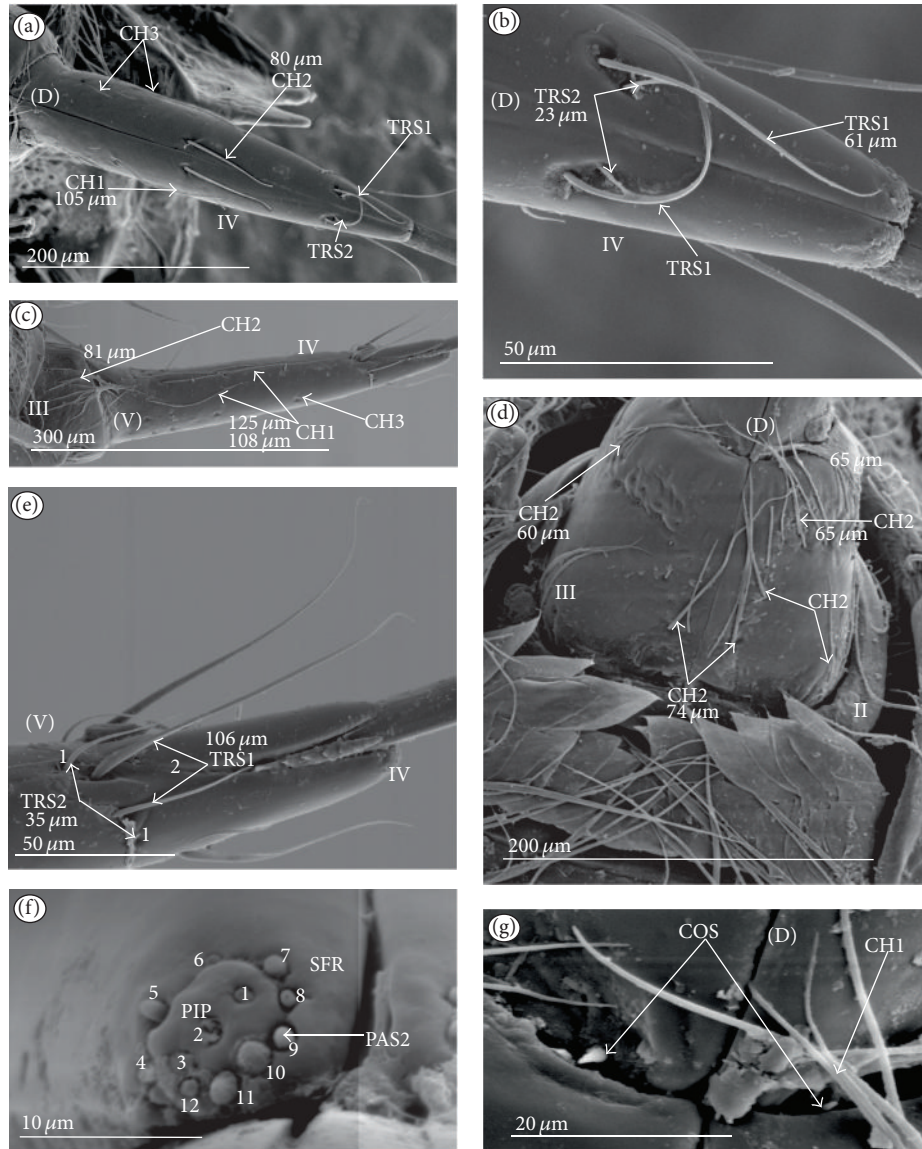 (a)
CH3
80 μm
CH2
(D)
TRS1
CH1
105 μm
IV
TRS2
200 μm
(b)
(D)
TRS2
23 μm
TRS1
61 μm
IV
TRS1
50 μm
(c)
CH2
81 μm
IV
III
(V)
125 μm
CH1
108 μm
CH3
300 μm
(d)
(D)
65 μm
CH2
60 μm
CH2
65 μm
III
CH2
CH2
74 μm
II
200 μm
(e)
(V)
106 μm
1
2
TRS1
IV
TRS2
35 μm
1
50 μm
(f)
7
6
SFR
1
8
5
PIP
2
PAS2
9
4
3
10
12
11
10 μm
(g)
COS
(D)
CH1
20 μm